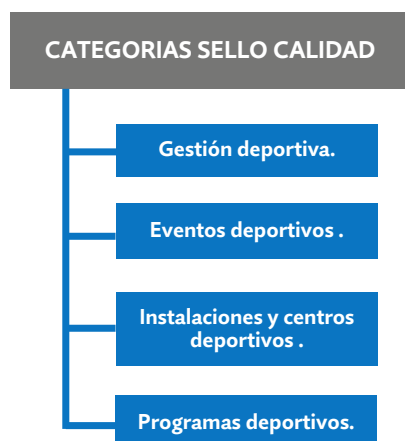 CATEGORIAS SELLO CALIDAD
Gestión deportiva.
Eventos deportivos .
Instalaciones y centros
deportivos .
Programas deportivos.